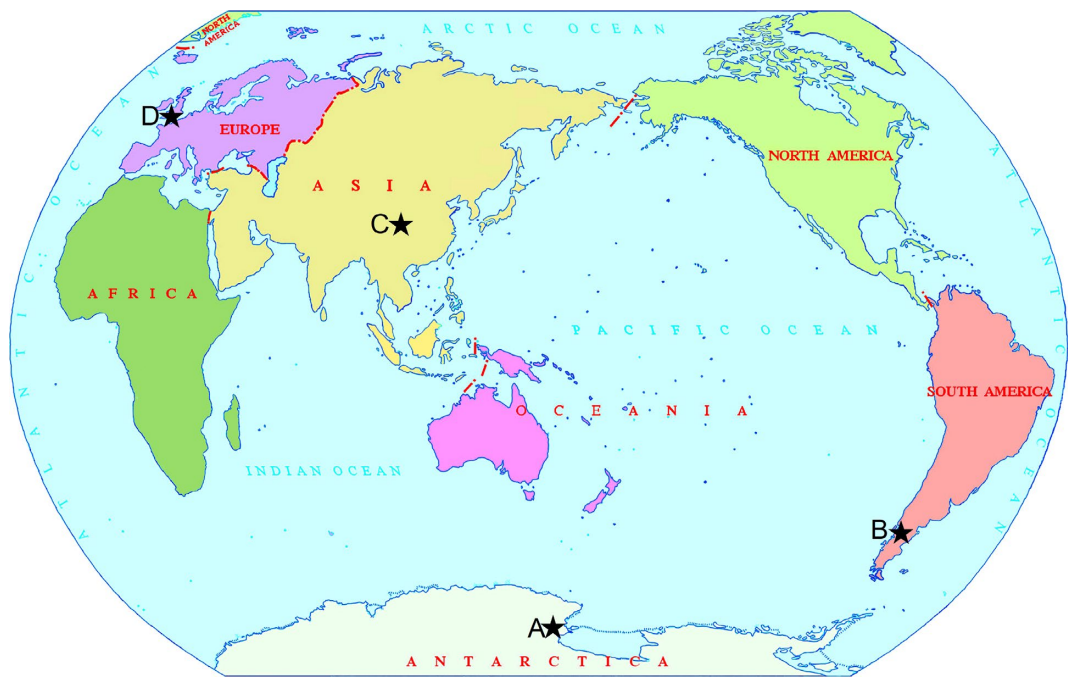 NORTH
AMERICA
ARCTIC OCEAN
D
EUROPE
NORTH AMERICA
ASIA
C
AFRICA
PACIFIC OCEAN
SOUTH AMERICA
OCEANIA
INDIAN OCEAN
ATLANTIC OCEAN
ATLANTIC OCEAN
B
A
ANTARCTICA